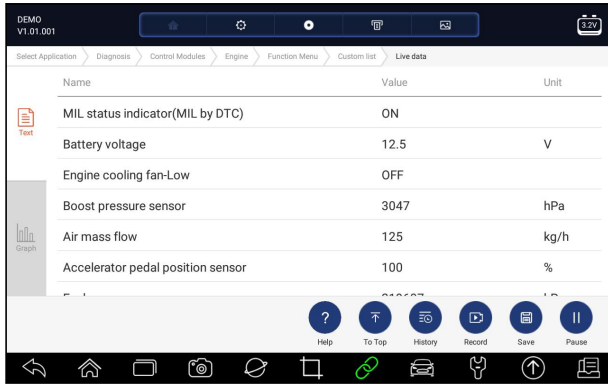 DEMO
V1.01.001
3.2V
Select Application Diagnosis Control Modules Engine Function Menu Custom list Live data
Name Value Unit
MIL status indicator(MIL by DTC) ON
Battery voltage 12.5 V
Engine cooling fan-Low OFF
Boost pressure sensor 3047 hPa
Air mass flow 125 kg/h
Accelerator pedal position sensor 100 %
Text
Graph
Help To Top History Record Save Pause